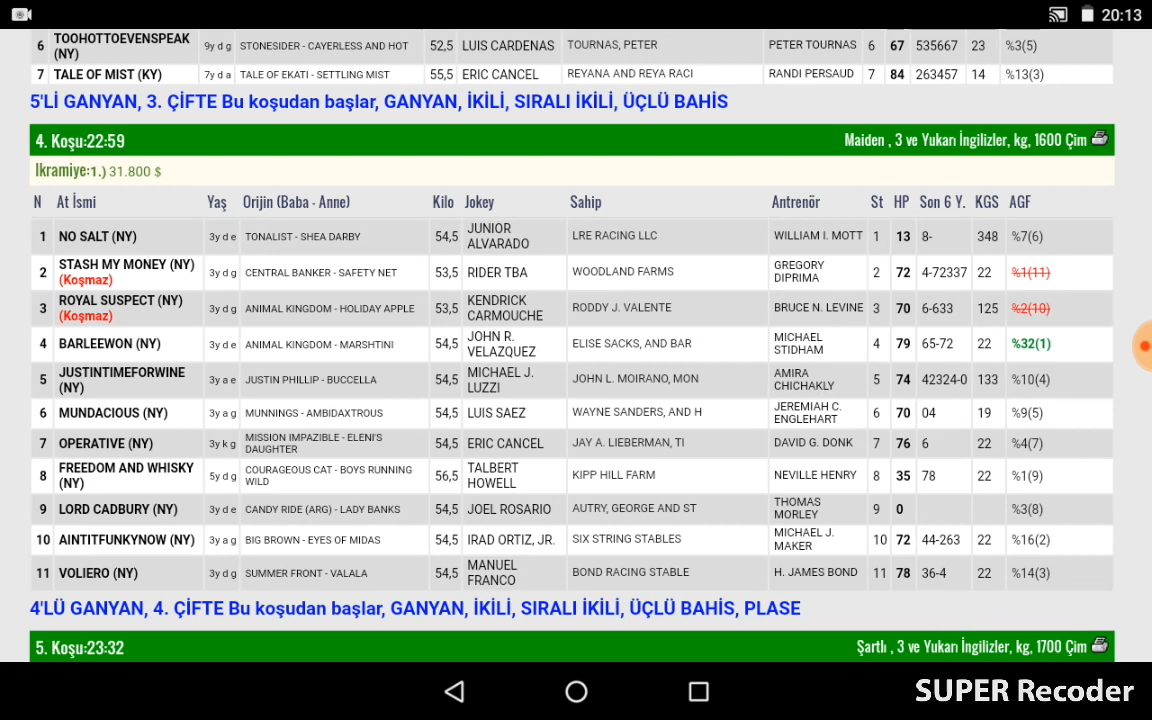 20:13
6 TOOHOTTOEVENSPEAK (NY) 9y d g STONESIDER - CAYERLESS AND HOT 52,5 LUIS CARDENAS TOURNAS, PETER PETER TOURNAS 6 67 535667 23 %3(5)
7 TALE OF MIST (KY) 7y d a TALE OF EKATI - SETTLING MIST 55,5 ERIC CANCEL REYANA AND REYA RACI RANDI PERSAUD 7 84 263457 14 %13(3)
5'Lİ GANYAN, 3. ÇİFTE Bu koşudan başlar, GANYAN, İKİLİ, SIRALI İKİLİ, ÜÇLÜ BAHİS
4. Koşu:22:59 Maiden , 3 ve Yukarı İngilizler, kg, 1600 Çim
Ikramiye:1.) 31.800 $
N At İsmi Yaş Orijin (Baba - Anne) Kilo Jokey Sahip Antrenör St HP Son 6 Y. KGS AGF
1 NO SALT (NY) 3y d e TONALIST - SHEA DARBY 54,5 JUNIOR ALVARADO LRE RACING LLC WILLIAM I. MOTT 1 13 8- 348 %7(6)
2 STASH MY MONEY (NY) (Koşmaz) 3y d g CENTRAL BANKER - SAFETY NET 53,5 RIDER TBA WOODLAND FARMS GREGORY DIPRIMA 2 72 4-72337 22 %1(11)
3 ROYAL SUSPECT (NY) (Koşmaz) 3y d g ANIMAL KINGDOM - HOLIDAY APPLE 53,5 KENDRICK CARMOUCHE RODDY J. VALENTE BRUCE N. LEVINE 3 70 6-633 125 %2(10)
4 BARLEEWON (NY) 3y d e ANIMAL KINGDOM - MARSHTINI 54,5 JOHN R. VELAZQUEZ ELISE SACKS, AND BAR MICHAEL STIDHAM 4 79 65-72 22 %32(1)
5 JUSTINTIMEFORWINE (NY) 3y a e JUSTIN PHILLIP - BUCCELLA 54,5 MICHAEL J. LUZZI JOHN L. MOIRANO, MON AMIRA CHICHAKLY 5 74 42324-0 133 %10(4)
6 MUNDACIOUS (NY) 3y a g MUNNINGS - AMBIDAXTROUS 54,5 LUIS SAEZ WAYNE SANDERS, AND H JEREMIAH C. ENGLEHART 6 70 04 19 %9(5)
7 OPERATIVE (NY) 3y k g MISSION IMPAZIBLE - ELENI'S DAUGHTER 54,5 ERIC CANCEL JAY A. LIEBERMAN, TI DAVID G. DONK 7 76 6 22 %4(7)
8 FREEDOM AND WHISKY (NY) 5y d g COURAGEOUS CAT - BOYS RUNNING WILD 56,5 TALBERT HOWELL KIPP HILL FARM NEVILLE HENRY 8 35 78 22 %1(9)
9 LORD CADBURY (NY) 3y d e CANDY RIDE (ARG) - LADY BANKS 54,5 JOEL ROSARIO AUTRY, GEORGE AND ST THOMAS MORLEY 9 0 %3(8)
10 AINTITFUNKYNOW (NY) 3y a g BIG BROWN - EYES OF MIDAS 54,5 IRAD ORTIZ, JR. SIX STRING STABLES MICHAEL J. MAKER 10 72 44-263 22 %16(2)
11 VOLIERO (NY) 3y d g SUMMER FRONT - VALALA 54,5 MANUEL FRANCO BOND RACING STABLE H. JAMES BOND 11 78 36-4 22 %14(3)
4'LÜ GANYAN, 4. ÇİFTE Bu koşudan başlar, GANYAN, İKİLİ, SIRALI İKİLİ, ÜÇLÜ BAHİS, PLASE
5. Koşu:23:32 Şartlı , 3 ve Yukarı İngilizler, kg, 1700 Çim
SUPER Recoder